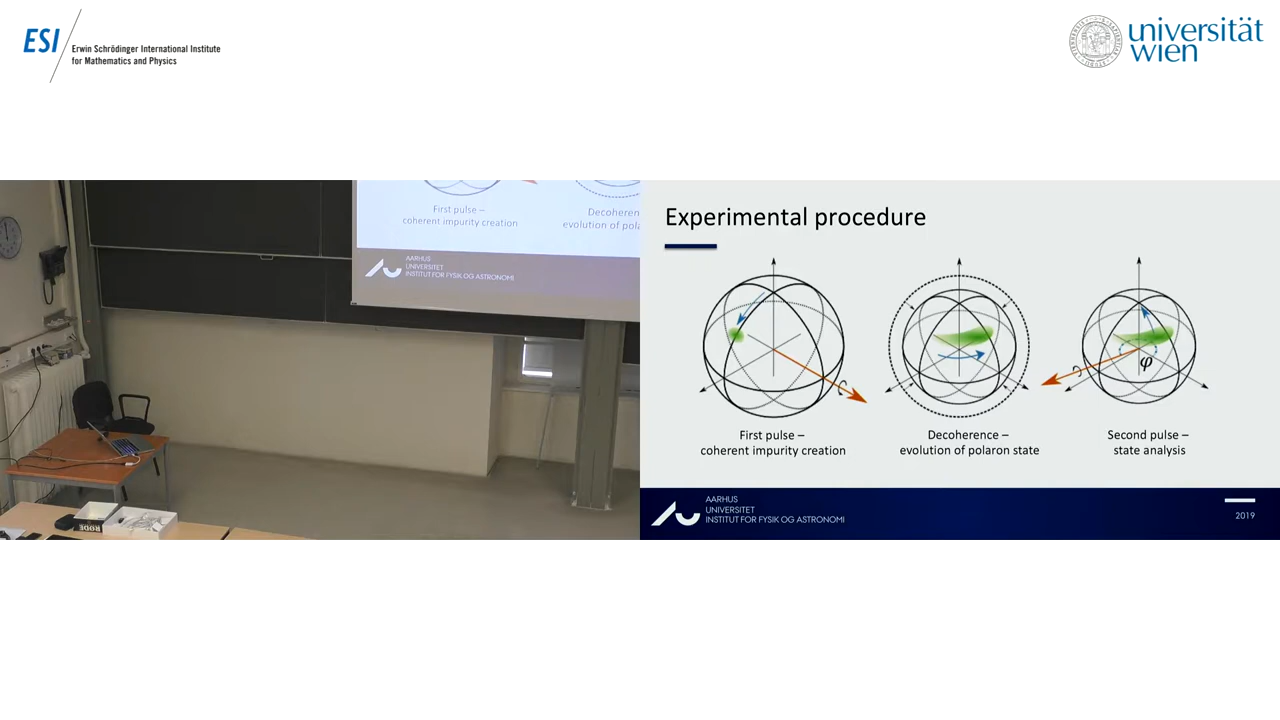 ESI
Erwin Schrödinger International Institute
for Mathematics and Physics
universität
wien
First pulse –
coherent impurity creation
Decoheren
evolution of pola
AARHUS
UNIVERSITET
INSTITUT FOR FYSIK OG ASTRONOMI
RØDE
Experimental procedure
φ
First pulse –
coherent impurity creation
Decoherence –
evolution of polaron state
Second pulse –
state analysis
AARHUS
UNIVERSITET
INSTITUT FOR FYSIK OG ASTRONOMI
2019